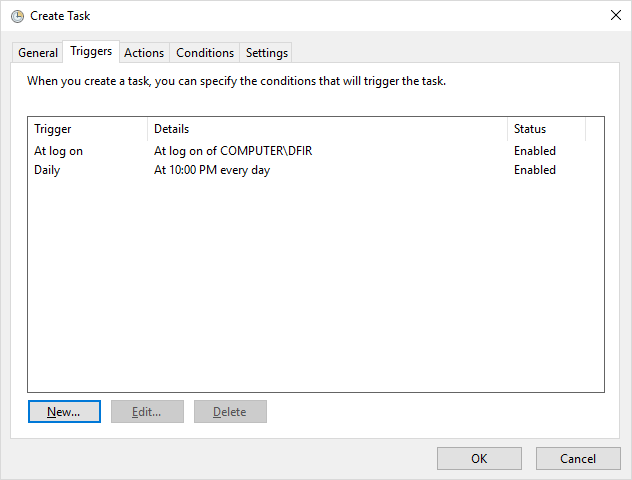 Create Task
General Triggers Actions Conditions Settings
When you create a task, you can specify the conditions that will trigger the task.
Trigger Details Status
At log on At log on of COMPUTER\DFIR Enabled
Daily At 10:00 PM every day Enabled
New... Edit... Delete
OK Cancel